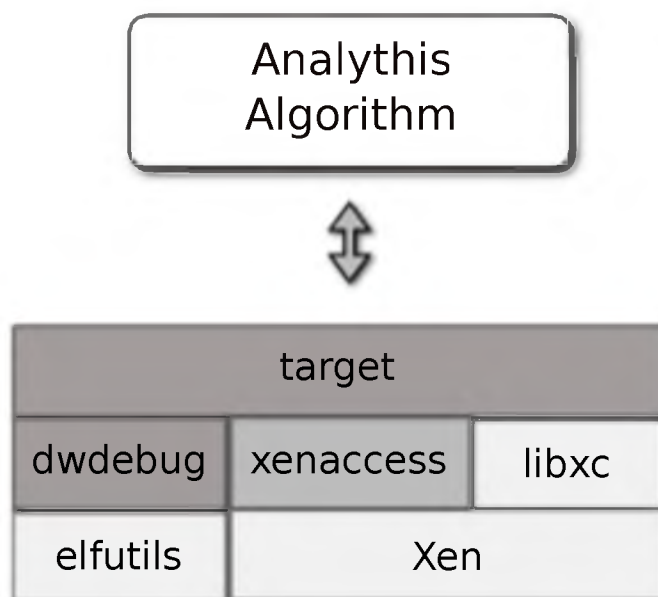 Analythis
Algorithm
target
dwdebug xenaccess libxc
elfutils Xen